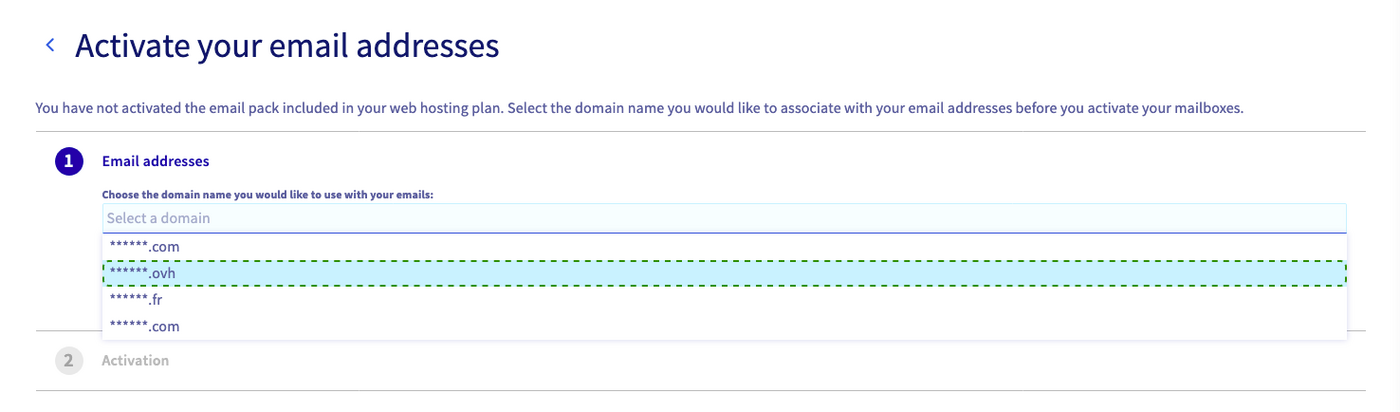 Activate your email addresses
You have not activated the email pack included in your web hosting plan. Select the domain name you would like to associate with your email addresses before you activate your mailboxes.
1 Email addresses
Choose the domain name you would like to use with your emails:
Select a domain
******.com
******.ovh
******.fr
******.com
2 Activation